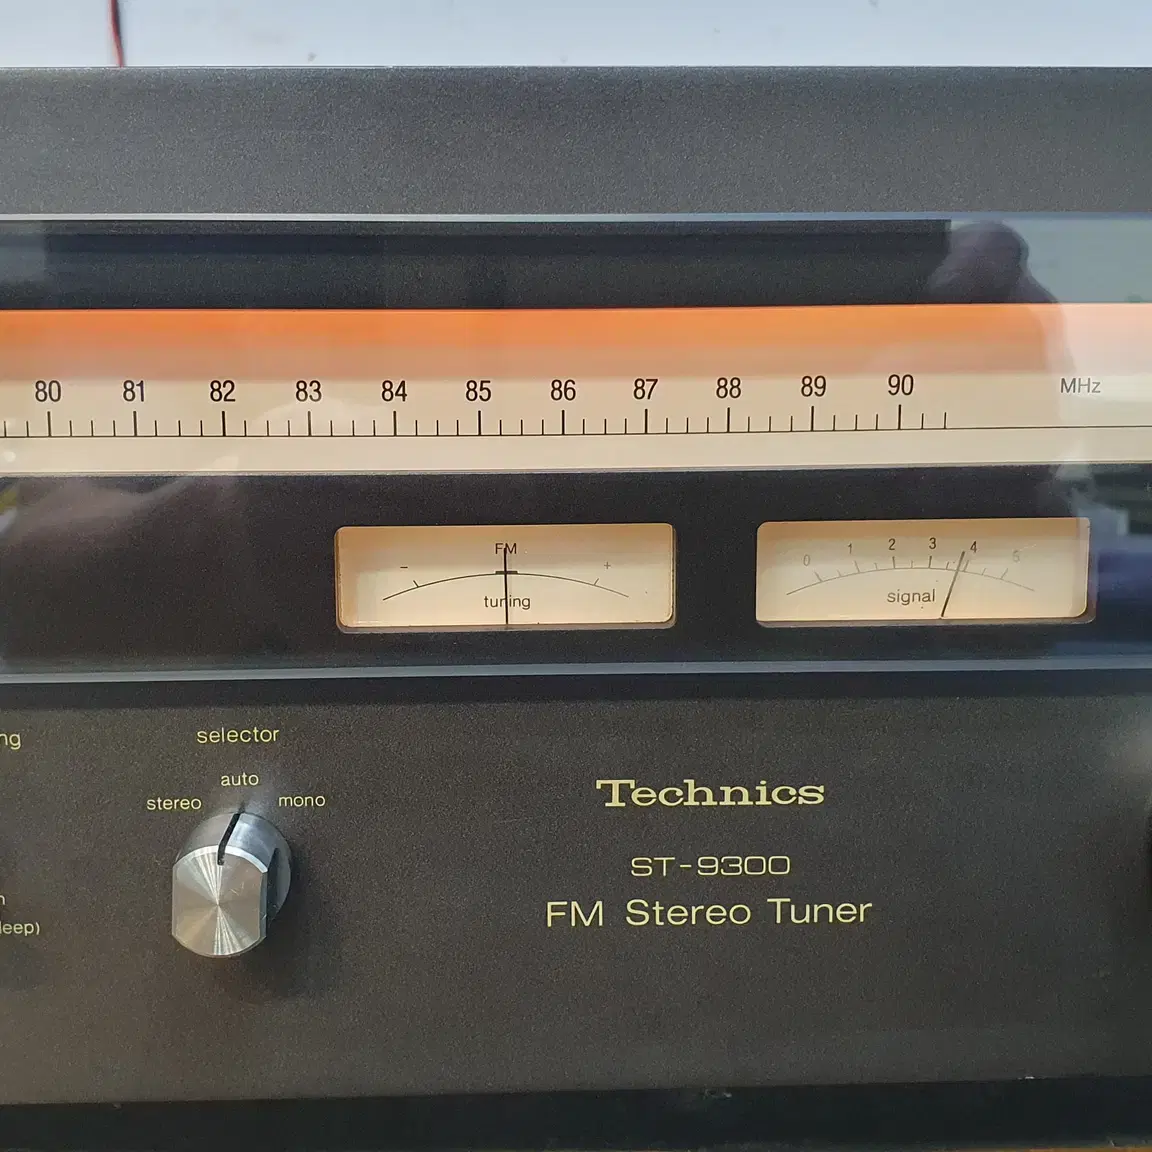 80 81 82 83 84 85 86 87 88 89 90 MHz
FM
- +
tuning
0 1 2 3 4 5
signal
selector
auto
stereo mono
Technics
ST-9300
FM Stereo Tuner